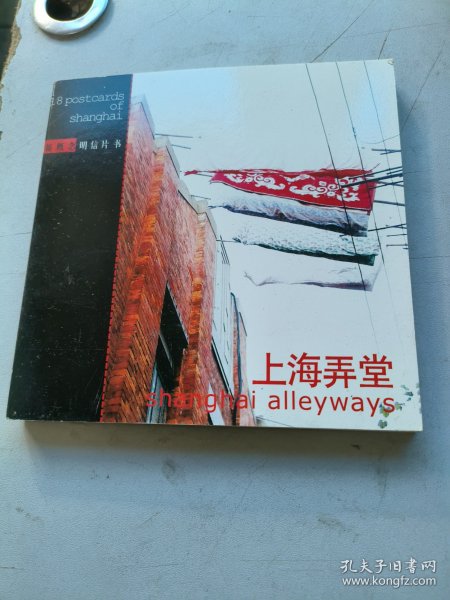 18 postcards
of
shanghai
明信片书
上海弄堂
shanghai alleyways
孔夫子旧书网
www.kongfz.com